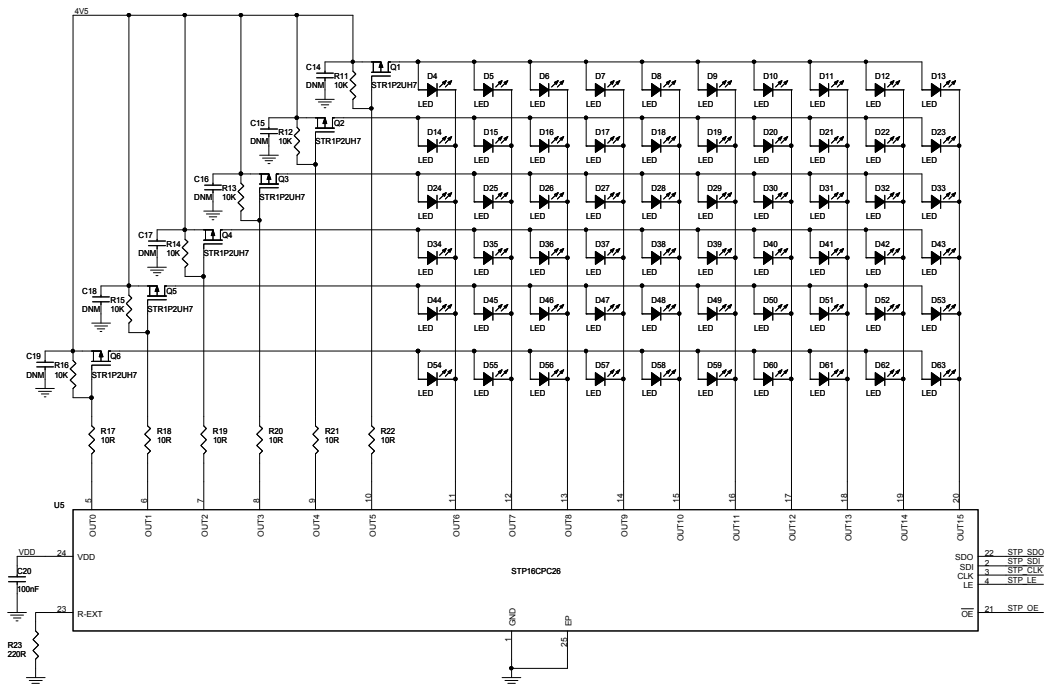 4V5
C14 R11 Q1 D4 D5 D6 D7 D8 D9 D10 D11 D12 D13
DNM 10K STR1P2UH7
LED LED LED LED LED LED LED LED LED LED
C15 R12 Q2 D14 D15 D16 D17 D18 D19 D20 D21 D22 D23
DNM 10K STR1P2UH7
LED LED LED LED LED LED LED LED LED LED
C16 R13 Q3 D24 D25 D26 D27 D28 D29 D30 D31 D32 D33
DNM 10K STR1P2UH7
LED LED LED LED LED LED LED LED LED LED
C17 R14 Q4 D34 D35 D36 D37 D38 D39 D40 D41 D42 D43
DNM 10K STR1P2UH7
LED LED LED LED LED LED LED LED LED LED
C18 R15 Q5 D44 D45 D46 D47 D48 D49 D50 D51 D52 D53
DNM 10K STR1P2UH7
LED LED LED LED LED LED LED LED LED LED
C19 R16 Q6 D54 D55 D56 D57 D58 D59 D60 D61 D62 D63
DNM 10K STR1P2UH7
LED LED LED LED LED LED LED LED LED LED
R17 R18 R19 R20 R21 R22
10R 10R 10R 10R 10R 10R
U5 5 6 7 8 9 10 11 12 13 14 15 16 17 18 19 20
OUT0 OUT1 OUT2 OUT3 OUT4 OUT5 OUT6 OUT7 OUT8 OUT9 OUT10 OUT11 OUT12 OUT13 OUT14 OUT15
VDD 24 VDD
C20
100nF
STP16CPC26
SDO 22 STP_SDO
SDI 2 STP_SDI
CLK 3 STP_CLK
LE 4 STP_LE
23 R-EXT
OE 21 STP_OE
GND EP
1 25
R23
220R